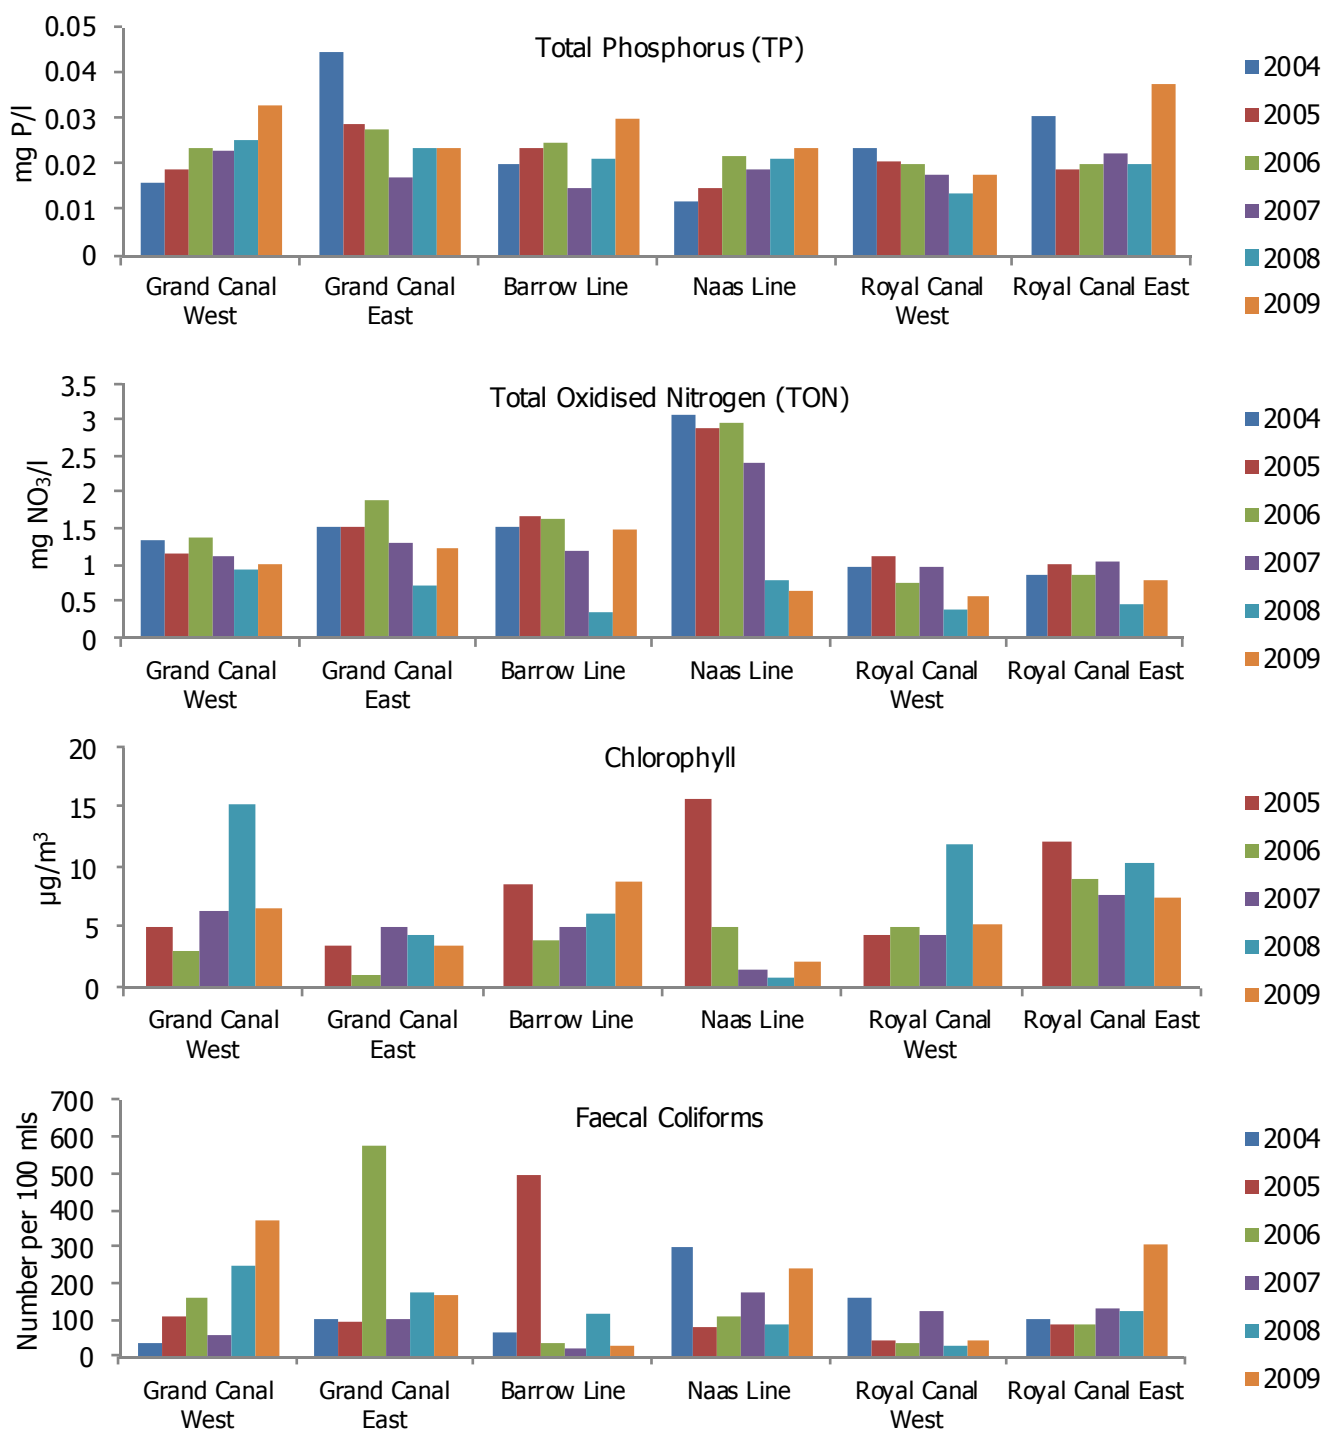 Total Phosphorus (TP)
mg P/l
0.05
0.04
0.03
0.02
0.01
0
Grand Canal
West
Grand Canal
East
Barrow Line
Naas Line
Royal Canal
West
Royal Canal East
2004
2005
2006
2007
2008
2009
Total Oxidised Nitrogen (TON)
mg NO₃/l
3.5
3
2.5
2
1.5
1
0.5
0
Grand Canal
West
Grand Canal
East
Barrow Line
Naas Line
Royal Canal
West
Royal Canal East
2004
2005
2006
2007
2008
2009
Chlorophyll
µg/m³
20
15
10
5
0
Grand Canal
West
Grand Canal
East
Barrow Line
Naas Line
Royal Canal
West
Royal Canal East
2005
2006
2007
2008
2009
Faecal Coliforms
Number per 100 mls
700
600
500
400
300
200
100
0
Grand Canal
West
Grand Canal
East
Barrow Line
Naas Line
Royal Canal
West
Royal Canal East
2004
2005
2006
2007
2008
2009